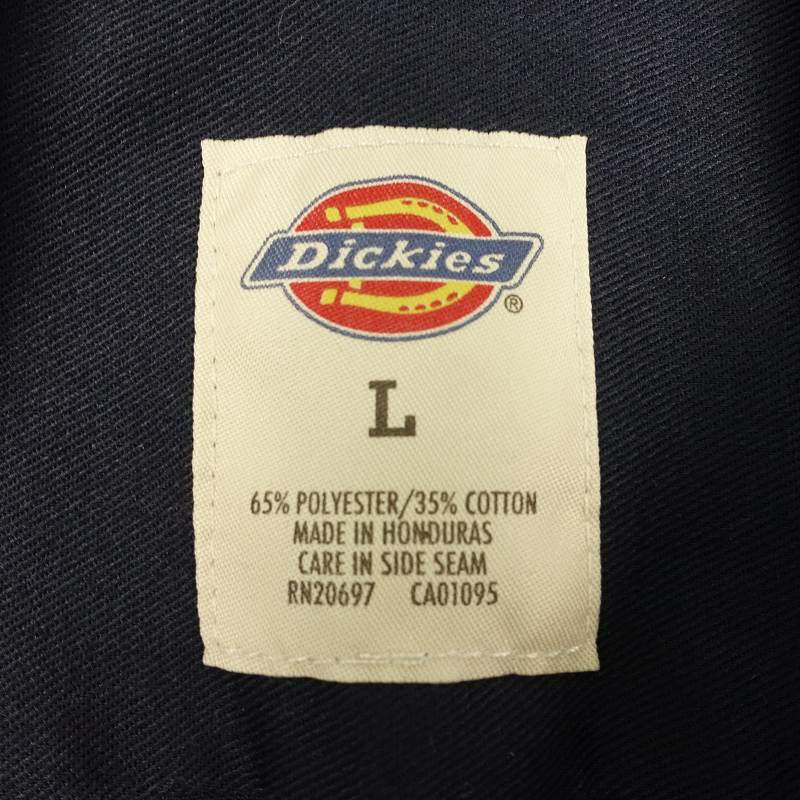 Dickies
®
L
65% POLYESTER/35% COTTON
MADE IN HONDURAS
CARE IN SIDE SEAM
RN20697 CA01095